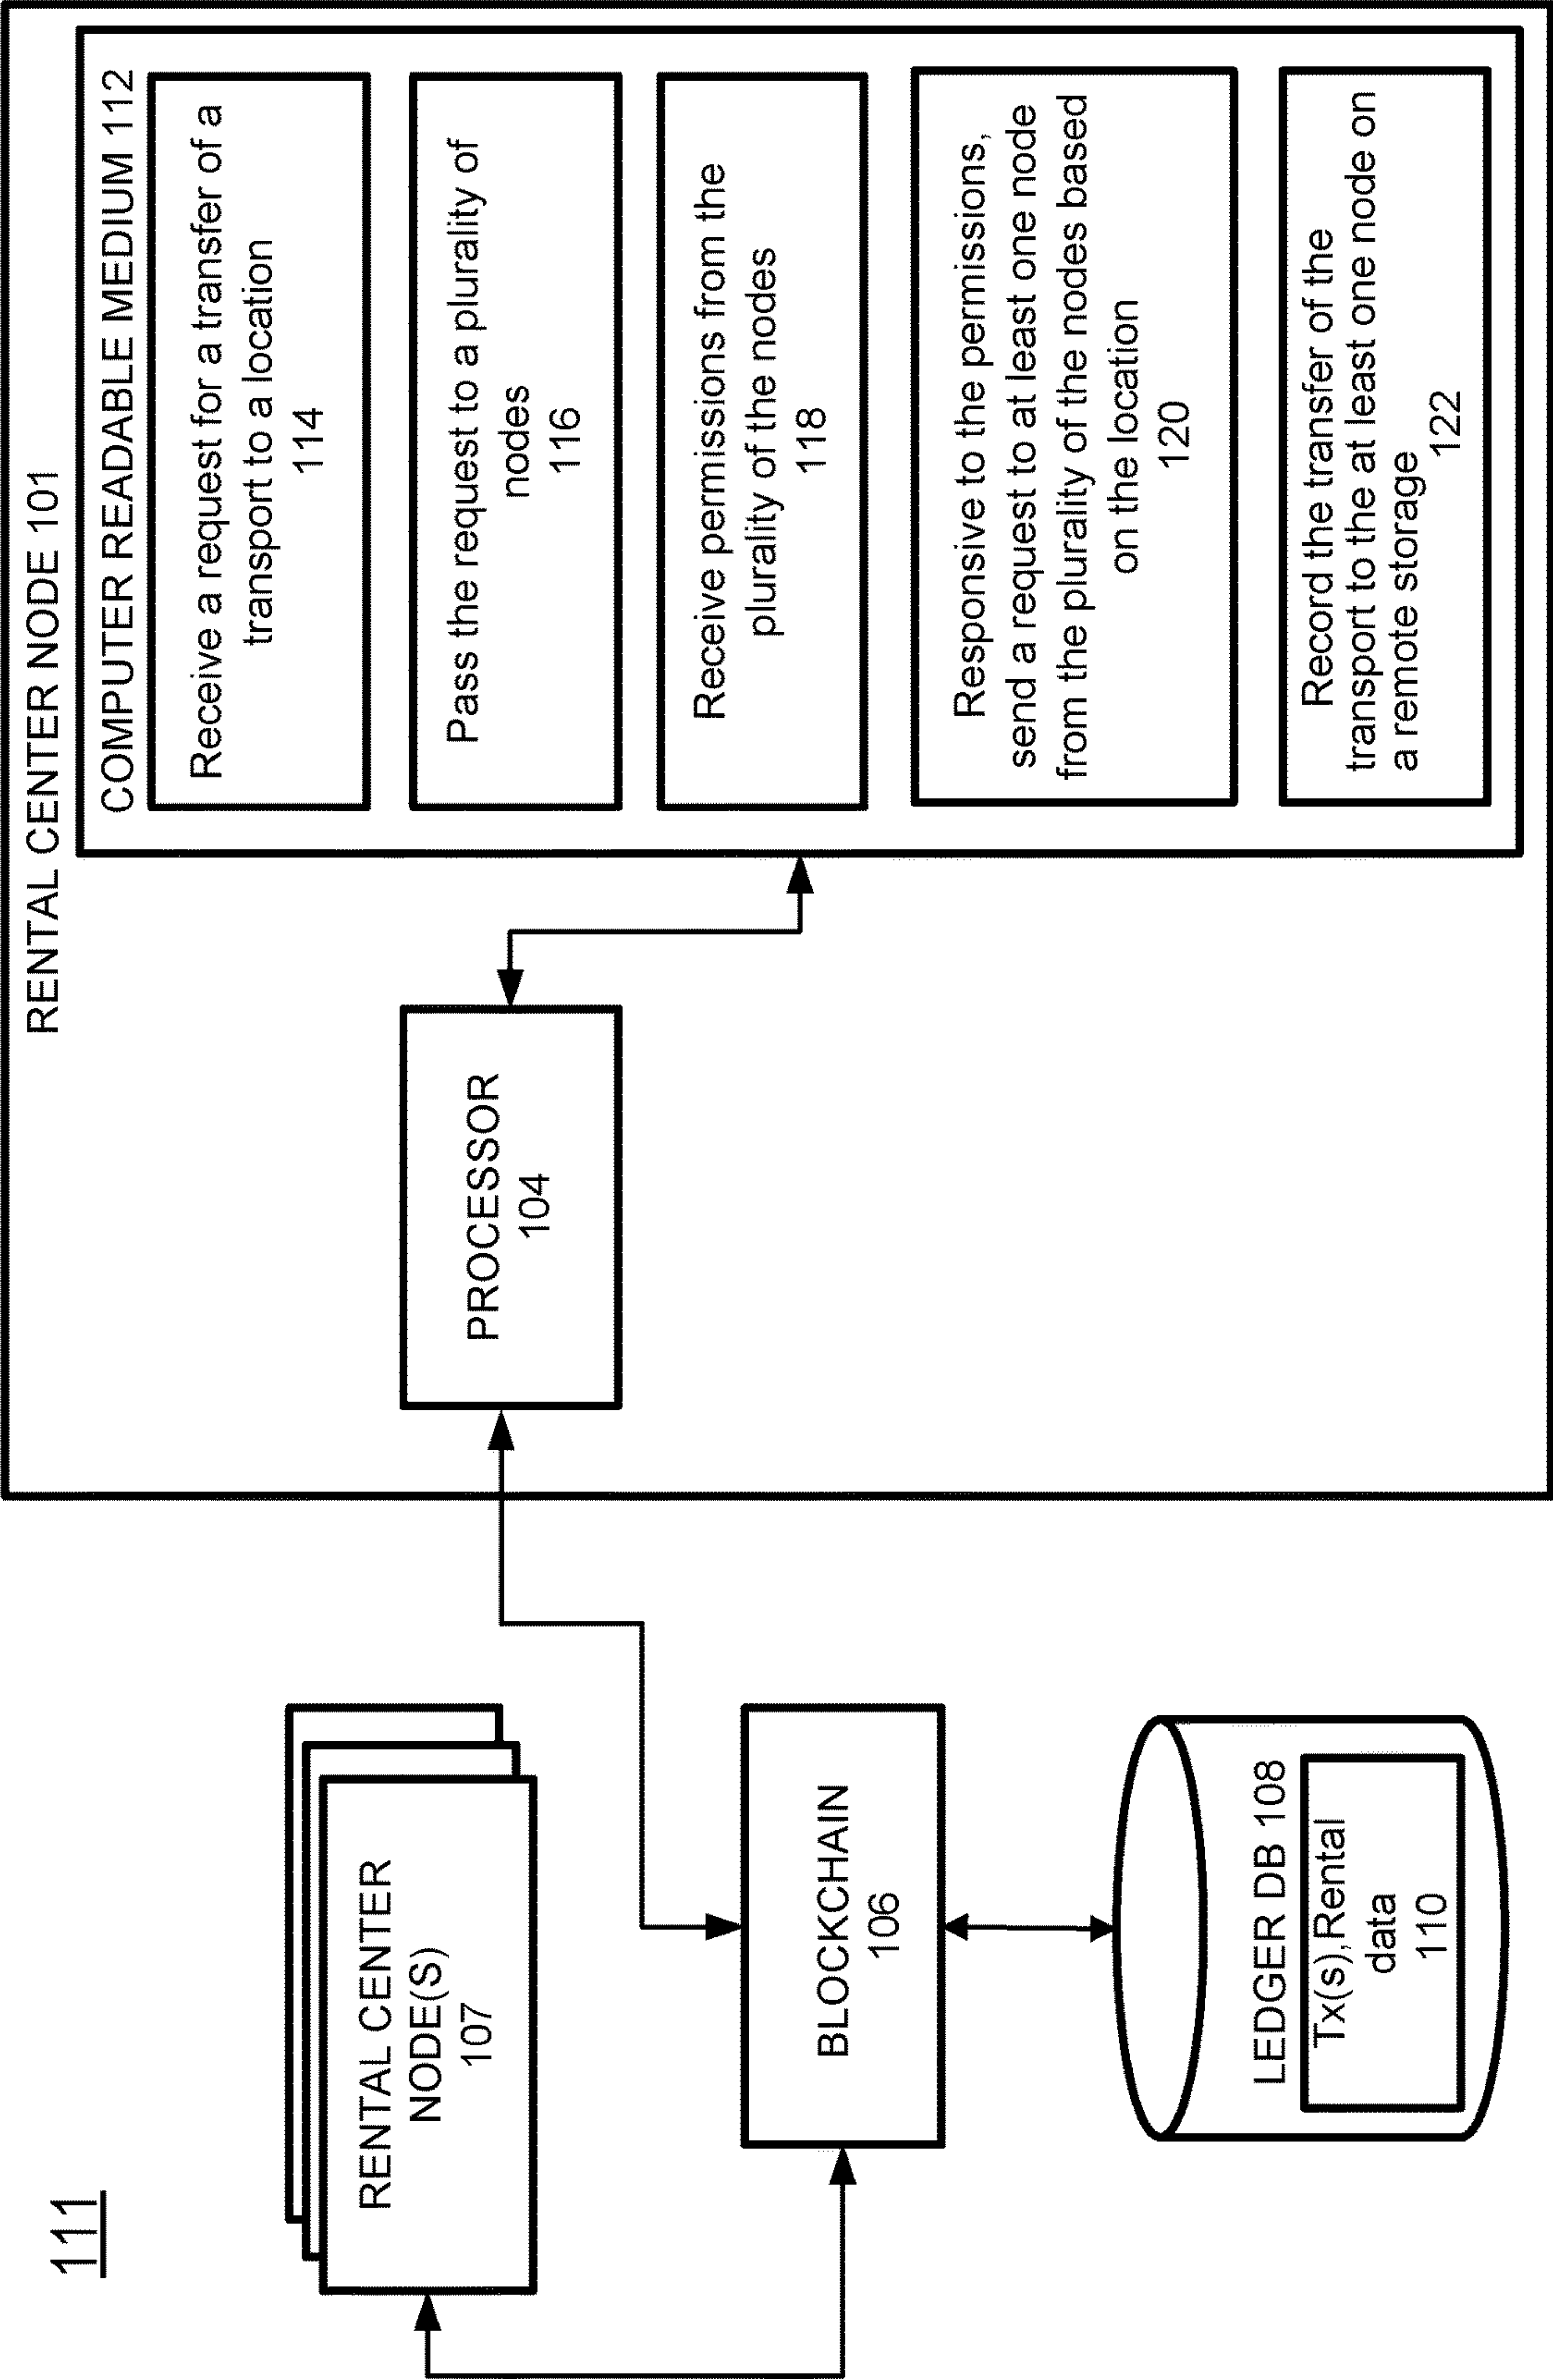 111
RENTAL CENTER
NODE(S)
107
BLOCKCHAIN
106
LEDGER DB 108
Tx(s),Rental
data
110
RENTAL CENTER NODE 101
PROCESSOR
104
COMPUTER READABLE MEDIUM 112
Receive a request for a transfer of a
transport to a location
114
Pass the request to a plurality of
nodes
116
Receive permissions from the
plurality of the nodes
118
Responsive to the permissions,
send a request to at least one node
from the plurality of the nodes based
on the location
120
Record the transfer of the
transport to the at least one node on
a remote storage
122